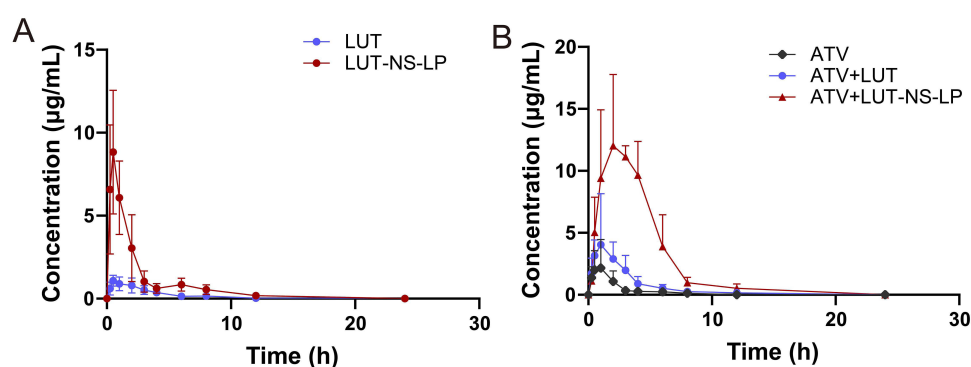 A
Concentration (µg/mL)
15
10
5
0
0
10
20
30
Time (h)
LUT
LUT-NS-LP
B
Concentration (µg/mL)
20
15
10
5
0
0
10
20
30
Time (h)
ATV
ATV+LUT
ATV+LUT-NS-LP